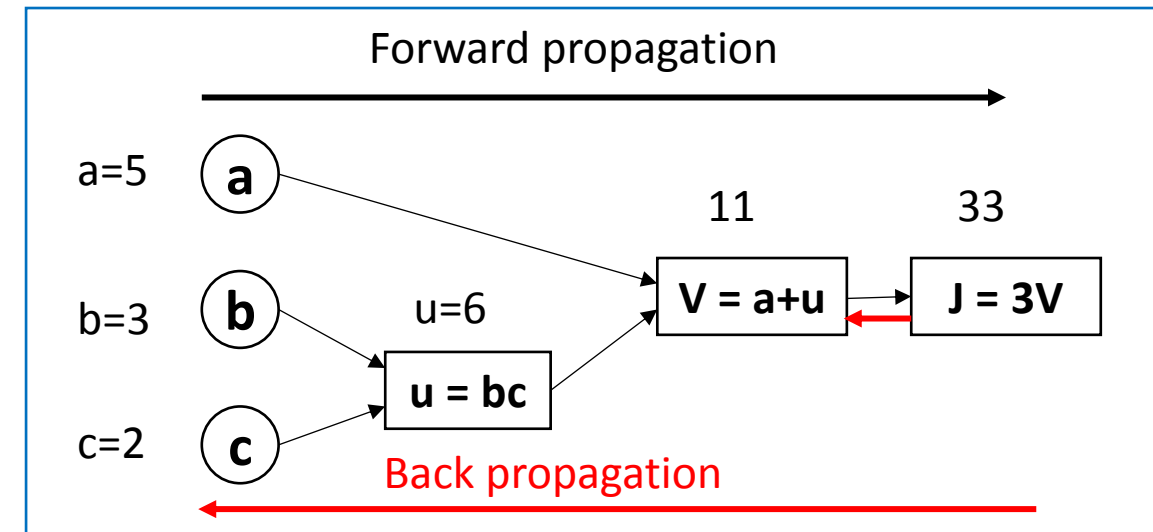 Forward propagation
a=5
a
11
33
V = a+u
J = 3V
b=3
b
u=6
u = bc
c=2
c
Back propagation